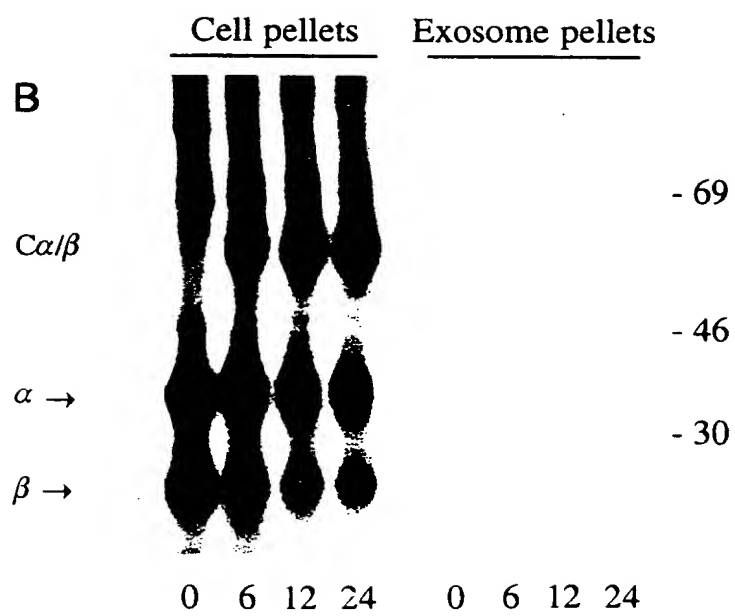 Cell pellets Exosome pellets
B
- 69
Cα/β
- 46
α →
- 30
β →
0 6 12 24 0 6 12 24